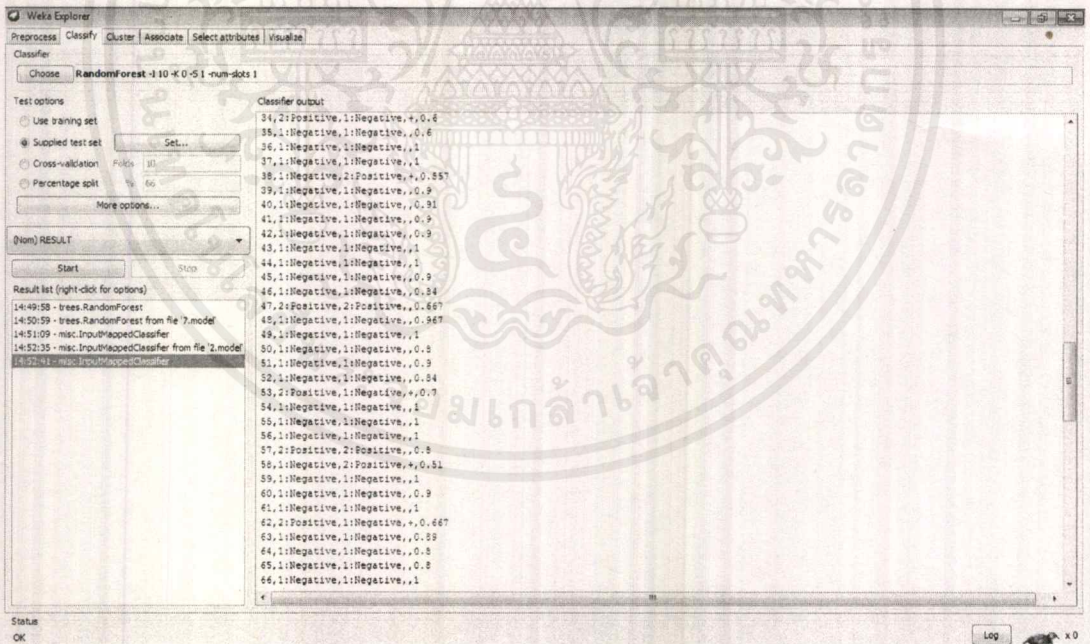 Weka Explorer
Preprocess Classify Cluster Associate Select attributes Visualize
Classifier
Choose RandomForest -I 10 -K 0 -S 1 -num-slots 1
Test options
Use training set
Supplied test set Set...
Cross-validation Folds 10
Percentage split % 66
More options...
(Nom) RESULT
Start Stop
Result list (right-click for options)
14:49:58 - trees.RandomForest
14:50:59 - trees.RandomForest from file '7.model'
14:51:09 - misc.InputMappedClassifier
14:52:35 - misc.InputMappedClassifier from file '2.model'
14:52:41 - misc.InputMappedClassifier
Classifier output
34,2:Positive,1:Negative,+,0.6
35,1:Negative,1:Negative,,0.6
36,1:Negative,1:Negative,,1
37,1:Negative,1:Negative,,1
38,1:Negative,2:Positive,+,0.557
39,1:Negative,1:Negative,,0.9
40,1:Negative,1:Negative,,0.91
41,1:Negative,1:Negative,,0.9
42,1:Negative,1:Negative,,0.9
43,1:Negative,1:Negative,,1
44,1:Negative,1:Negative,,1
45,1:Negative,1:Negative,,0.9
46,1:Negative,1:Negative,,0.84
47,2:Positive,2:Positive,,0.667
48,1:Negative,1:Negative,,0.967
49,1:Negative,1:Negative,,1
50,1:Negative,1:Negative,,0.8
51,1:Negative,1:Negative,,0.9
52,1:Negative,1:Negative,,0.84
53,2:Positive,1:Negative,+,0.7
54,1:Negative,1:Negative,,1
55,1:Negative,1:Negative,,1
56,1:Negative,1:Negative,,1
57,2:Positive,2:Positive,,0.8
58,1:Negative,2:Positive,+,0.51
59,1:Negative,1:Negative,,1
60,1:Negative,1:Negative,,0.9
61,1:Negative,1:Negative,,1
62,2:Positive,1:Negative,+,0.667
63,1:Negative,1:Negative,,0.89
64,1:Negative,1:Negative,,0.8
65,1:Negative,1:Negative,,0.8
66,1:Negative,1:Negative,,1
Status
OK
Log
x 0